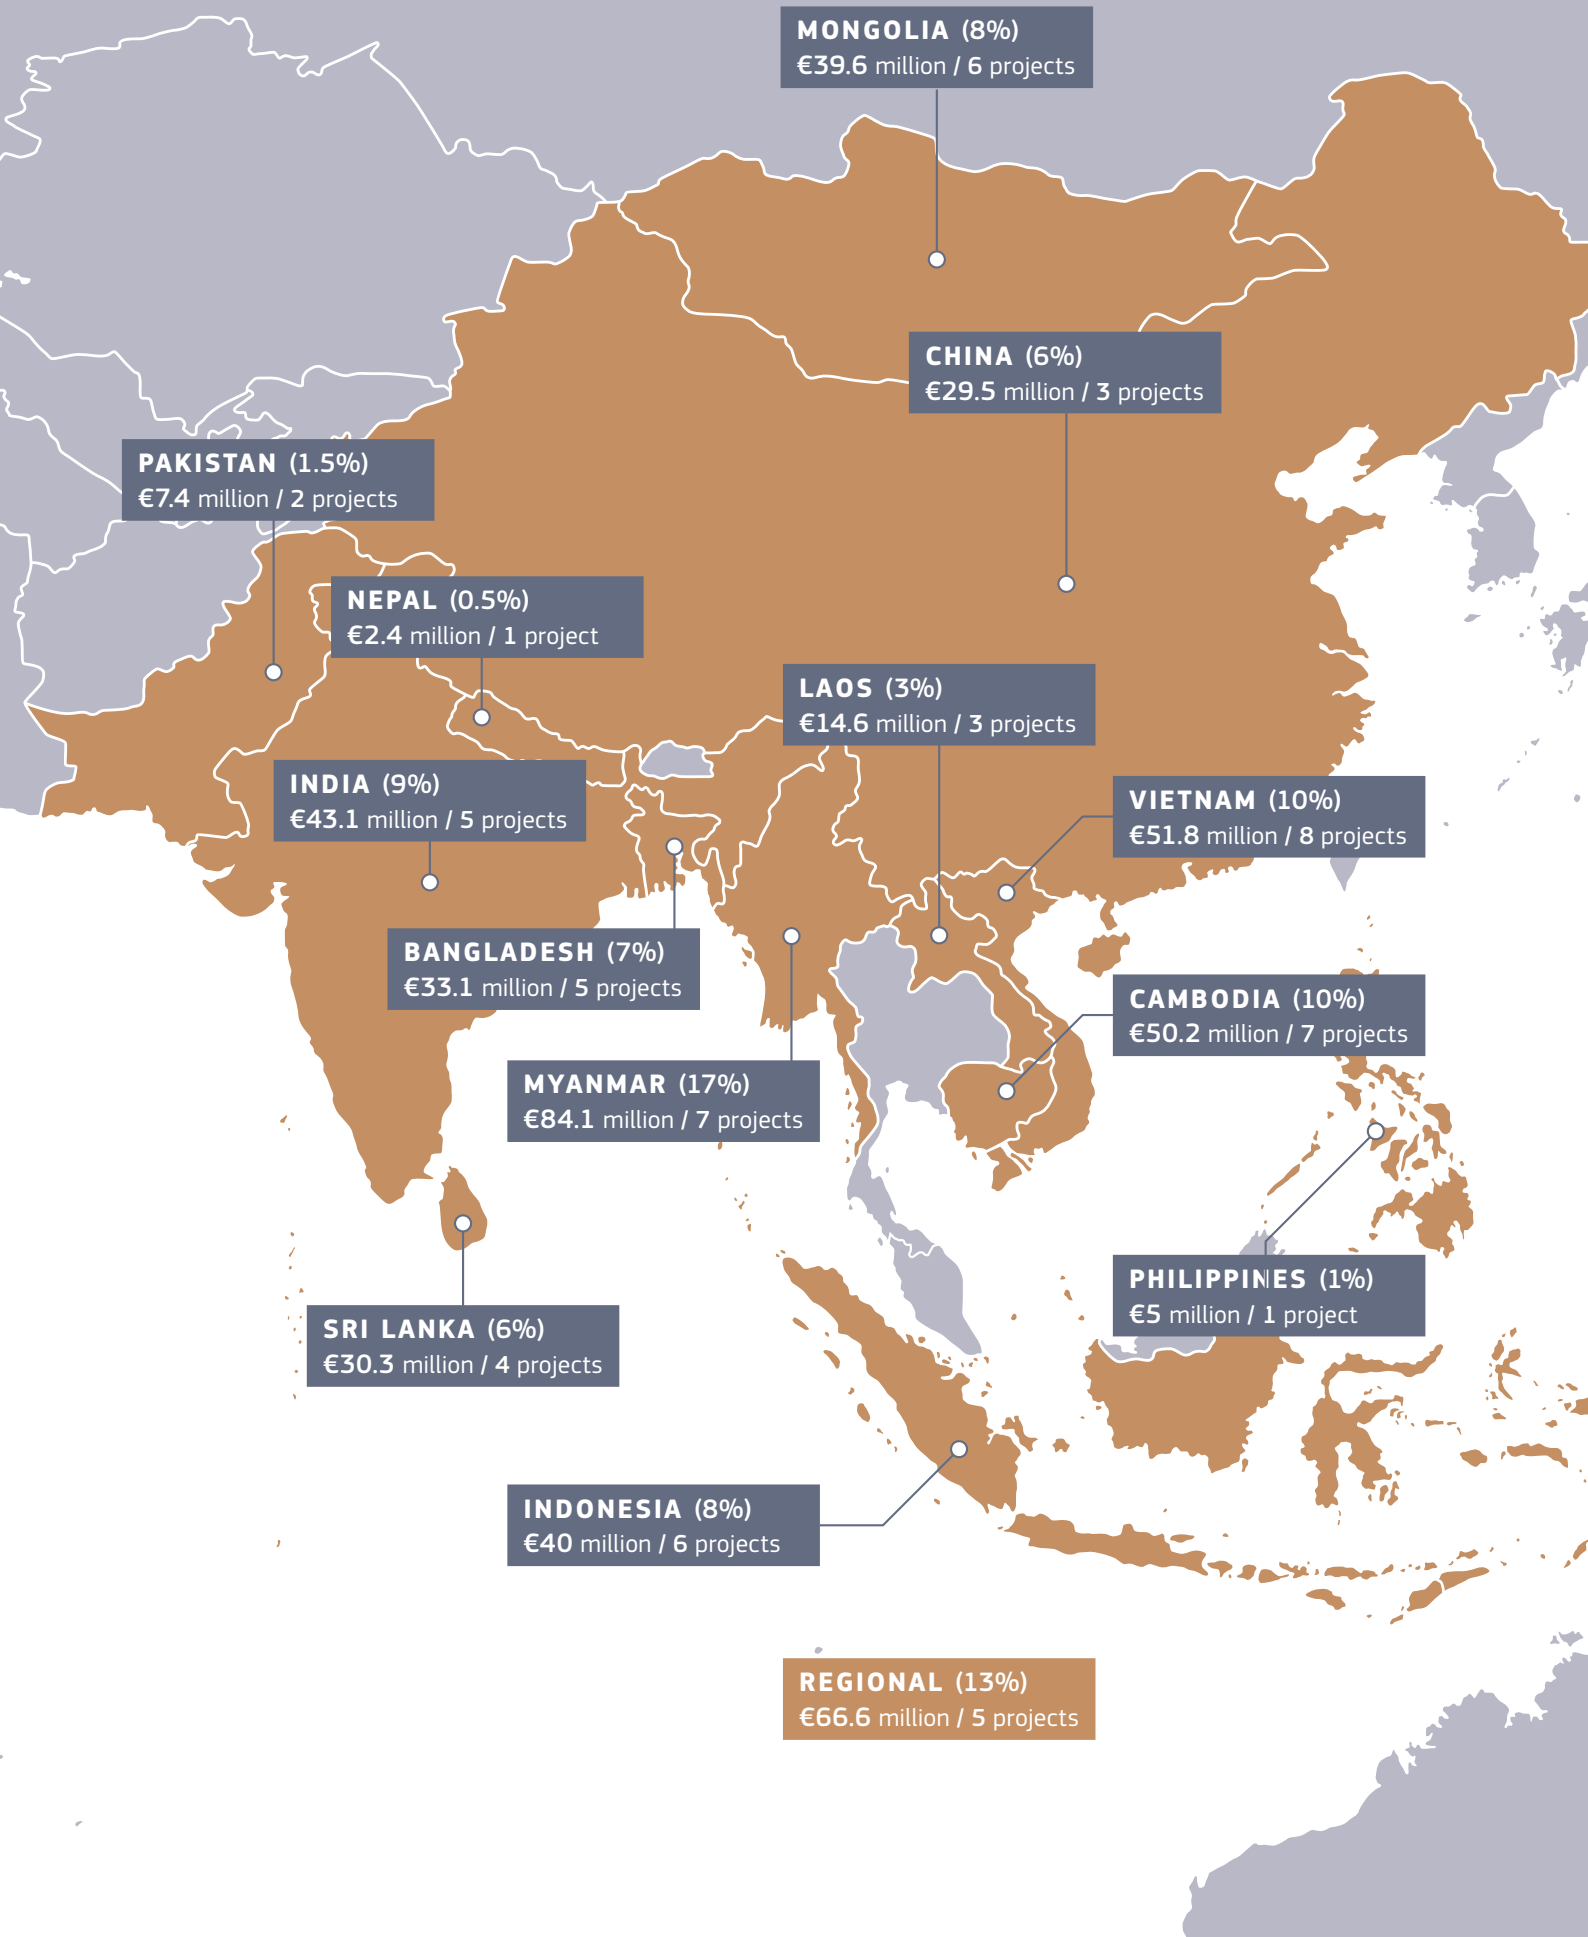 MONGOLIA (8%)
€39.6 million / 6 projects
CHINA (6%)
€29.5 million / 3 projects
PAKISTAN (1.5%)
€7.4 million / 2 projects
NEPAL (0.5%)
€2.4 million / 1 project
LAOS (3%)
€14.6 million / 3 projects
INDIA (9%)
€43.1 million / 5 projects
VIETNAM (10%)
€51.8 million / 8 projects
BANGLADESH (7%)
€33.1 million / 5 projects
CAMBODIA (10%)
€50.2 million / 7 projects
MYANMAR (17%)
€84.1 million / 7 projects
PHILIPPINES (1%)
€5 million / 1 project
SRI LANKA (6%)
€30.3 million / 4 projects
INDONESIA (8%)
€40 million / 6 projects
REGIONAL (13%)
€66.6 million / 5 projects